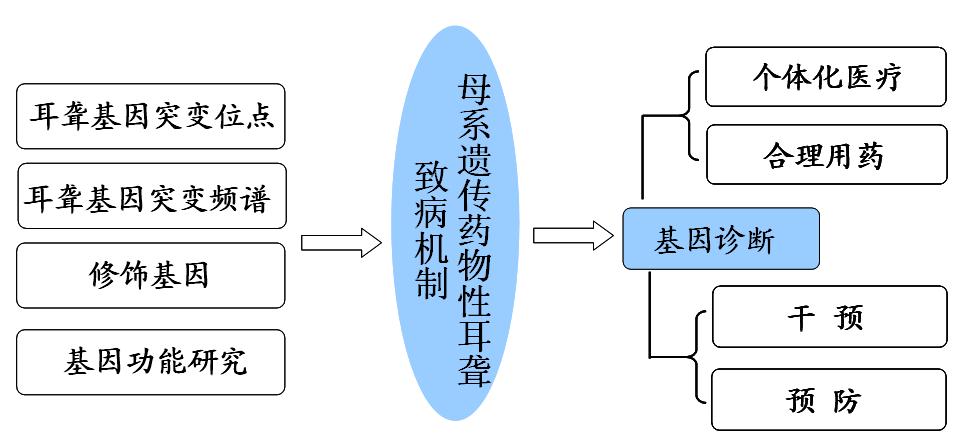 耳聋基因突变位点
耳聋基因突变频谱
修饰基因
基因功能研究
母系遗传药物性耳聋
致病机制
个体化医疗
合理用药
基因诊断
干 预
预 防